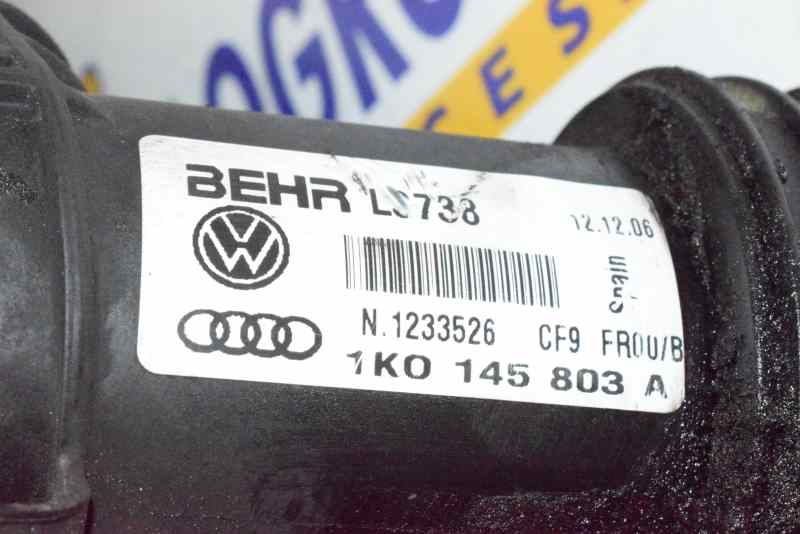 BEHR
12.12.06
Spain
N.1233526 CF9 FR0U/B
1K0 145 803 A